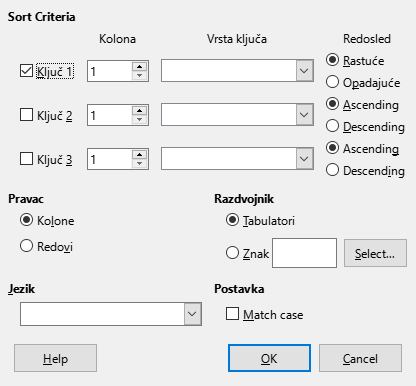 Sort Criteria
Kolona Vrsta ključa Redosled
Ključ 1 1 Rastuće
Opadajuće
Ključ 2 1 Ascending
Descending
Ključ 3 1 Ascending
Descending
Pravac Razdvojnik
Kolone Tabulatori
Redovi Znak Select...
Jezik Postavka
Match case
Help OK Cancel